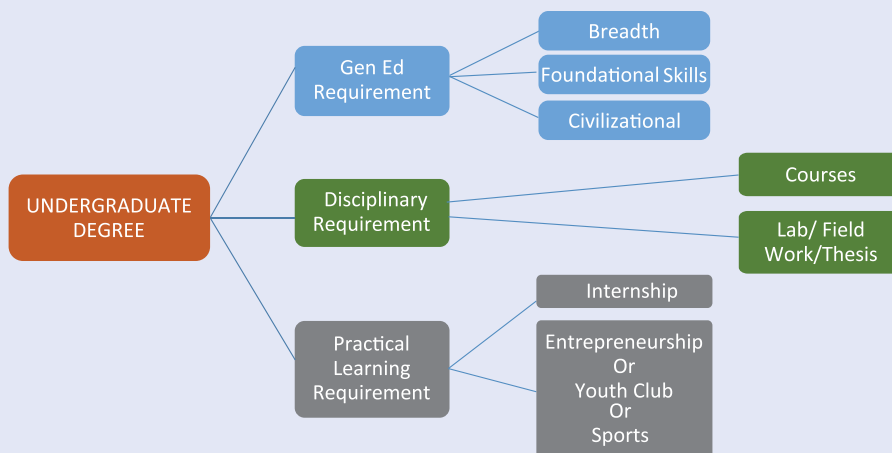 Breadth
Gen Ed
Requirement
Foundational Skills
Civilizational
UNDERGRADUATE
DEGREE
Disciplinary
Requirement
Courses
Lab/ Field
Work/Thesis
Practical
Learning
Requirement
Internship
Entrepreneurship
Or
Youth Club
Or
Sports